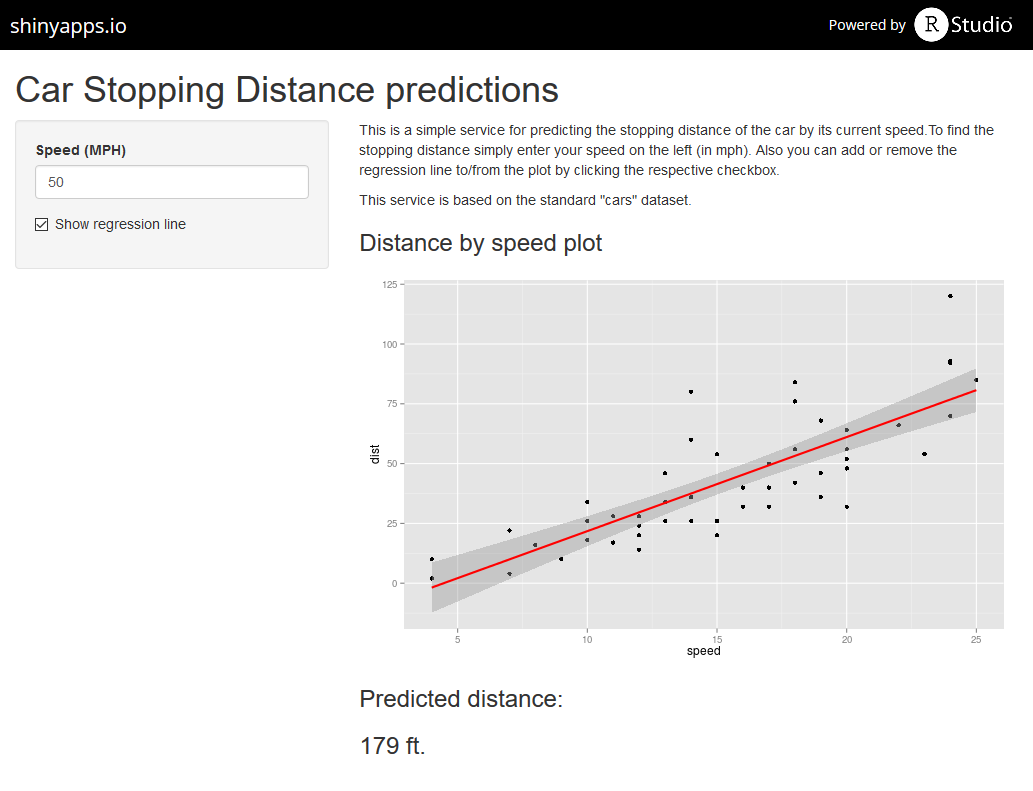 shinyapps.io
Powered by R Studio
Car Stopping Distance predictions
Speed (MPH)
50
Show regression line
This is a simple service for predicting the stopping distance of the car by its current speed.To find the
stopping distance simply enter your speed on the left (in mph). Also you can add or remove the
regression line to/from the plot by clicking the respective checkbox.
This service is based on the standard "cars" dataset.
Distance by speed plot
125
100
75
50
25
0
dist
5 10 15 20 25
speed
Predicted distance:
179 ft.